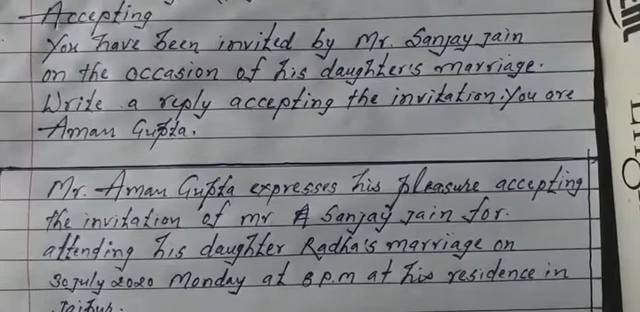 Accepting
You have been invited by Mr. Sanjay Jain
on the occasion of his daughter's marriage.
Write a reply accepting the invitation. You are
Aman Gupta.
Mr. Aman Gupta expresses his pleasure accepting
the invitation of mr Sanjay Jain for.
attending his daughter Radha's marriage on
30 July 2020 Monday at 8 P.M at his residence in
Jaipur.